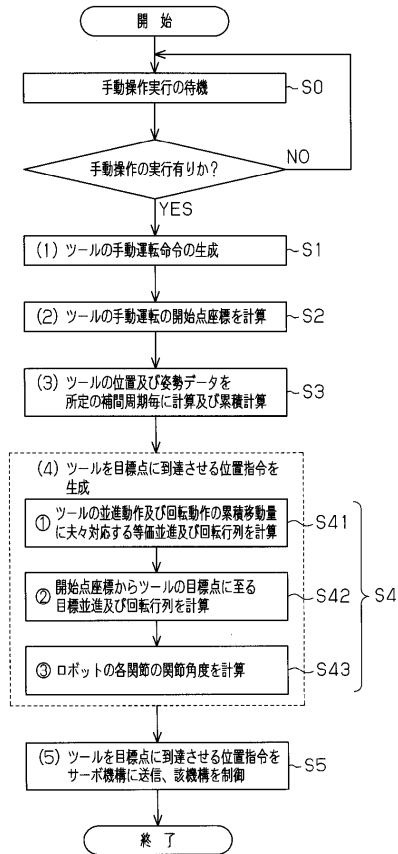 開始
手動操作実行の待機
S0
手動操作の実行有りか?
NO
YES
(1) ツールの手動運転命令の生成
S1
(2) ツールの手動運転の開始点座標を計算
S2
(3) ツールの位置及び姿勢データを
所定の補間周期毎に計算及び累積計算
S3
(4) ツールを目標点に到達させる位置指令を
生成
① ツールの並進動作及び回転動作の累積移動量
に夫々対応する等価並進及び回転行列を計算
S41
② 開始点座標からツールの目標点に至る
目標並進及び回転行列を計算
S42
S4
③ ロボットの各関節の関節角度を計算
S43
(5) ツールを目標点に到達させる位置指令を
サーボ機構に送信、該機構を制御
S5
終了